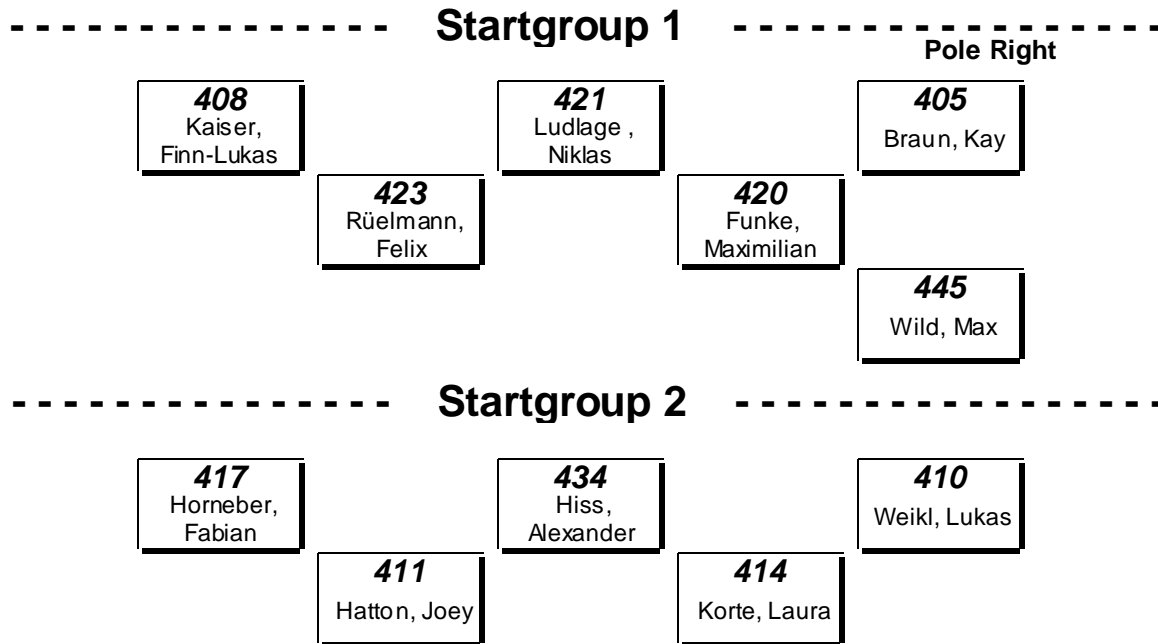 Startgroup 1
Pole Right
408
Kaiser,
Finn-Lukas
421
Ludlage ,
Niklas
405
Braun, Kay
423
Rüelmann,
Felix
420
Funke,
Maximilian
445
Wild, Max
Startgroup 2
417
Horneber,
Fabian
434
Hiss,
Alexander
410
Weikl, Lukas
411
Hatton, Joey
414
Korte, Laura